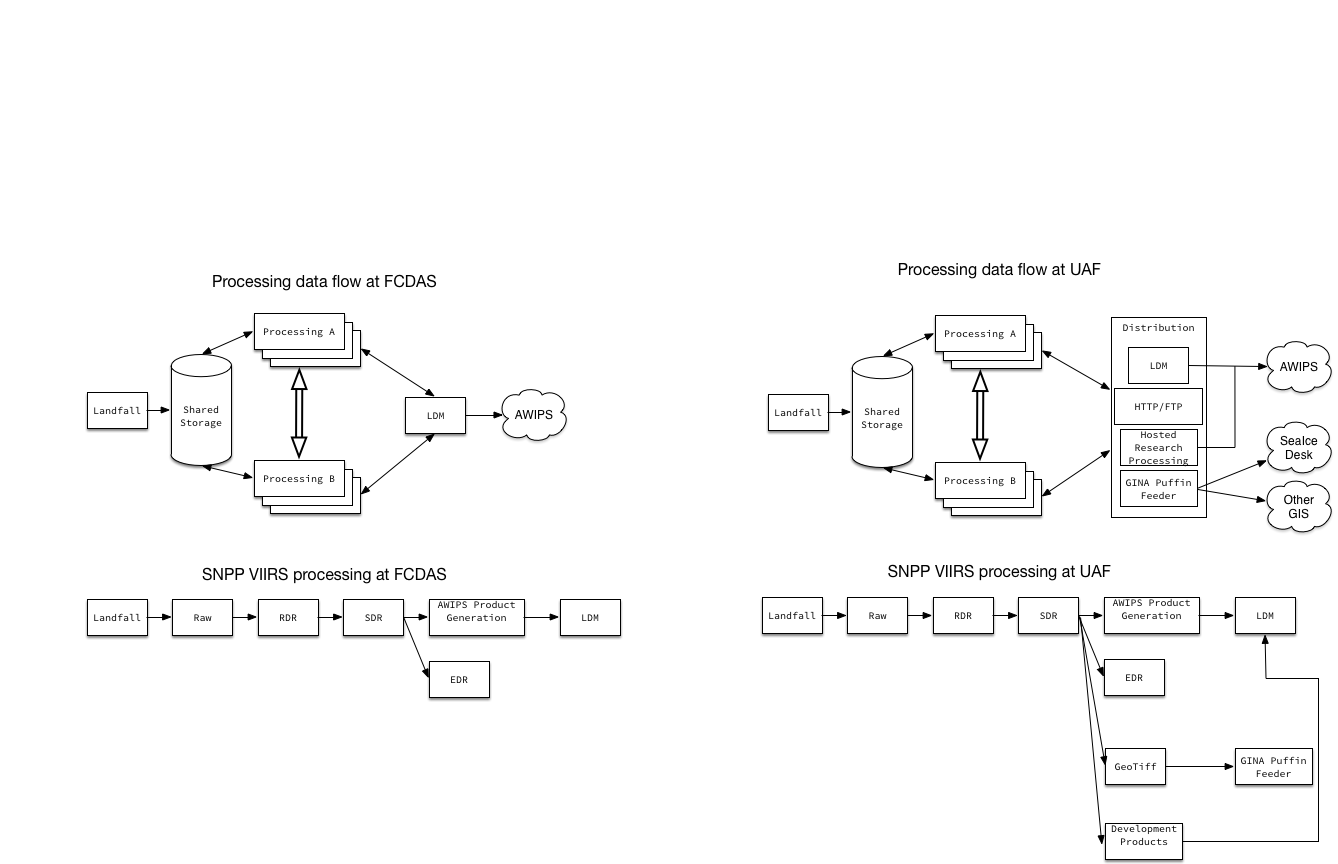 Processing data flow at FCDAS
Processing A
Landfall
Shared
Storage
LDM
AWIPS
Processing B
Processing data flow at UAF
Processing A
Landfall
Shared
Storage
Processing B
Distribution
LDM
HTTP/FTP
Hosted
Research
Processing
GINA Puffin
Feeder
AWIPS
SeaIce
Desk
Other
GIS
SNPP VIIRS processing at FCDAS
Landfall
Raw
RDR
SDR
AWIPS Product
Generation
LDM
EDR
SNPP VIIRS processing at UAF
Landfall
Raw
RDR
SDR
AWIPS Product
Generation
LDM
EDR
GeoTiff
GINA Puffin
Feeder
Development
Products